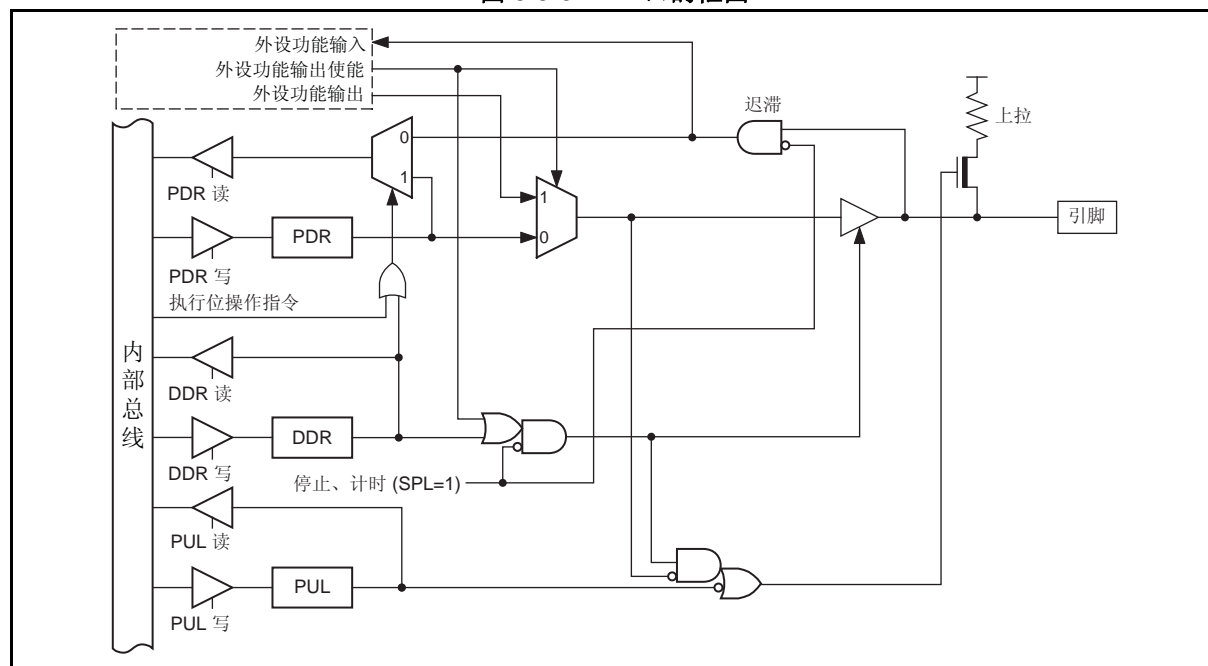 外设功能输入
外设功能输出使能
外设功能输出
迟滞
上拉
0
1
PDR 读
1
0
PDR
引脚
PDR 写
执行位操作指令
内部总线
DDR 读
DDR
DDR 写
停止、计时 (SPL=1)
PUL 读
PUL
PUL 写